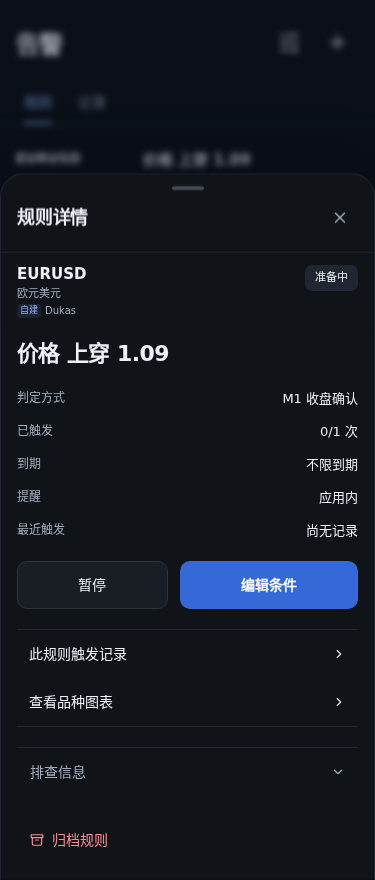 告警
规则 记录
EURUSD 价格 上穿 1.09
规则详情
EURUSD
准备中
欧元美元
自建 Dukas
价格 上穿 1.09
判定方式 M1 收盘确认
已触发 0/1 次
到期 不限到期
提醒 应用内
最近触发 尚无记录
暂停 编辑条件
此规则触发记录
查看品种图表
排查信息
归档规则